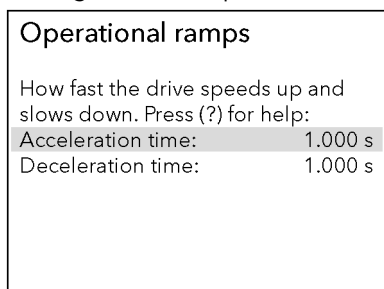 Operational ramps
How fast the drive speeds up and
slows down. Press (?) for help:
Acceleration time: 1.000 s
Deceleration time: 1.000 s